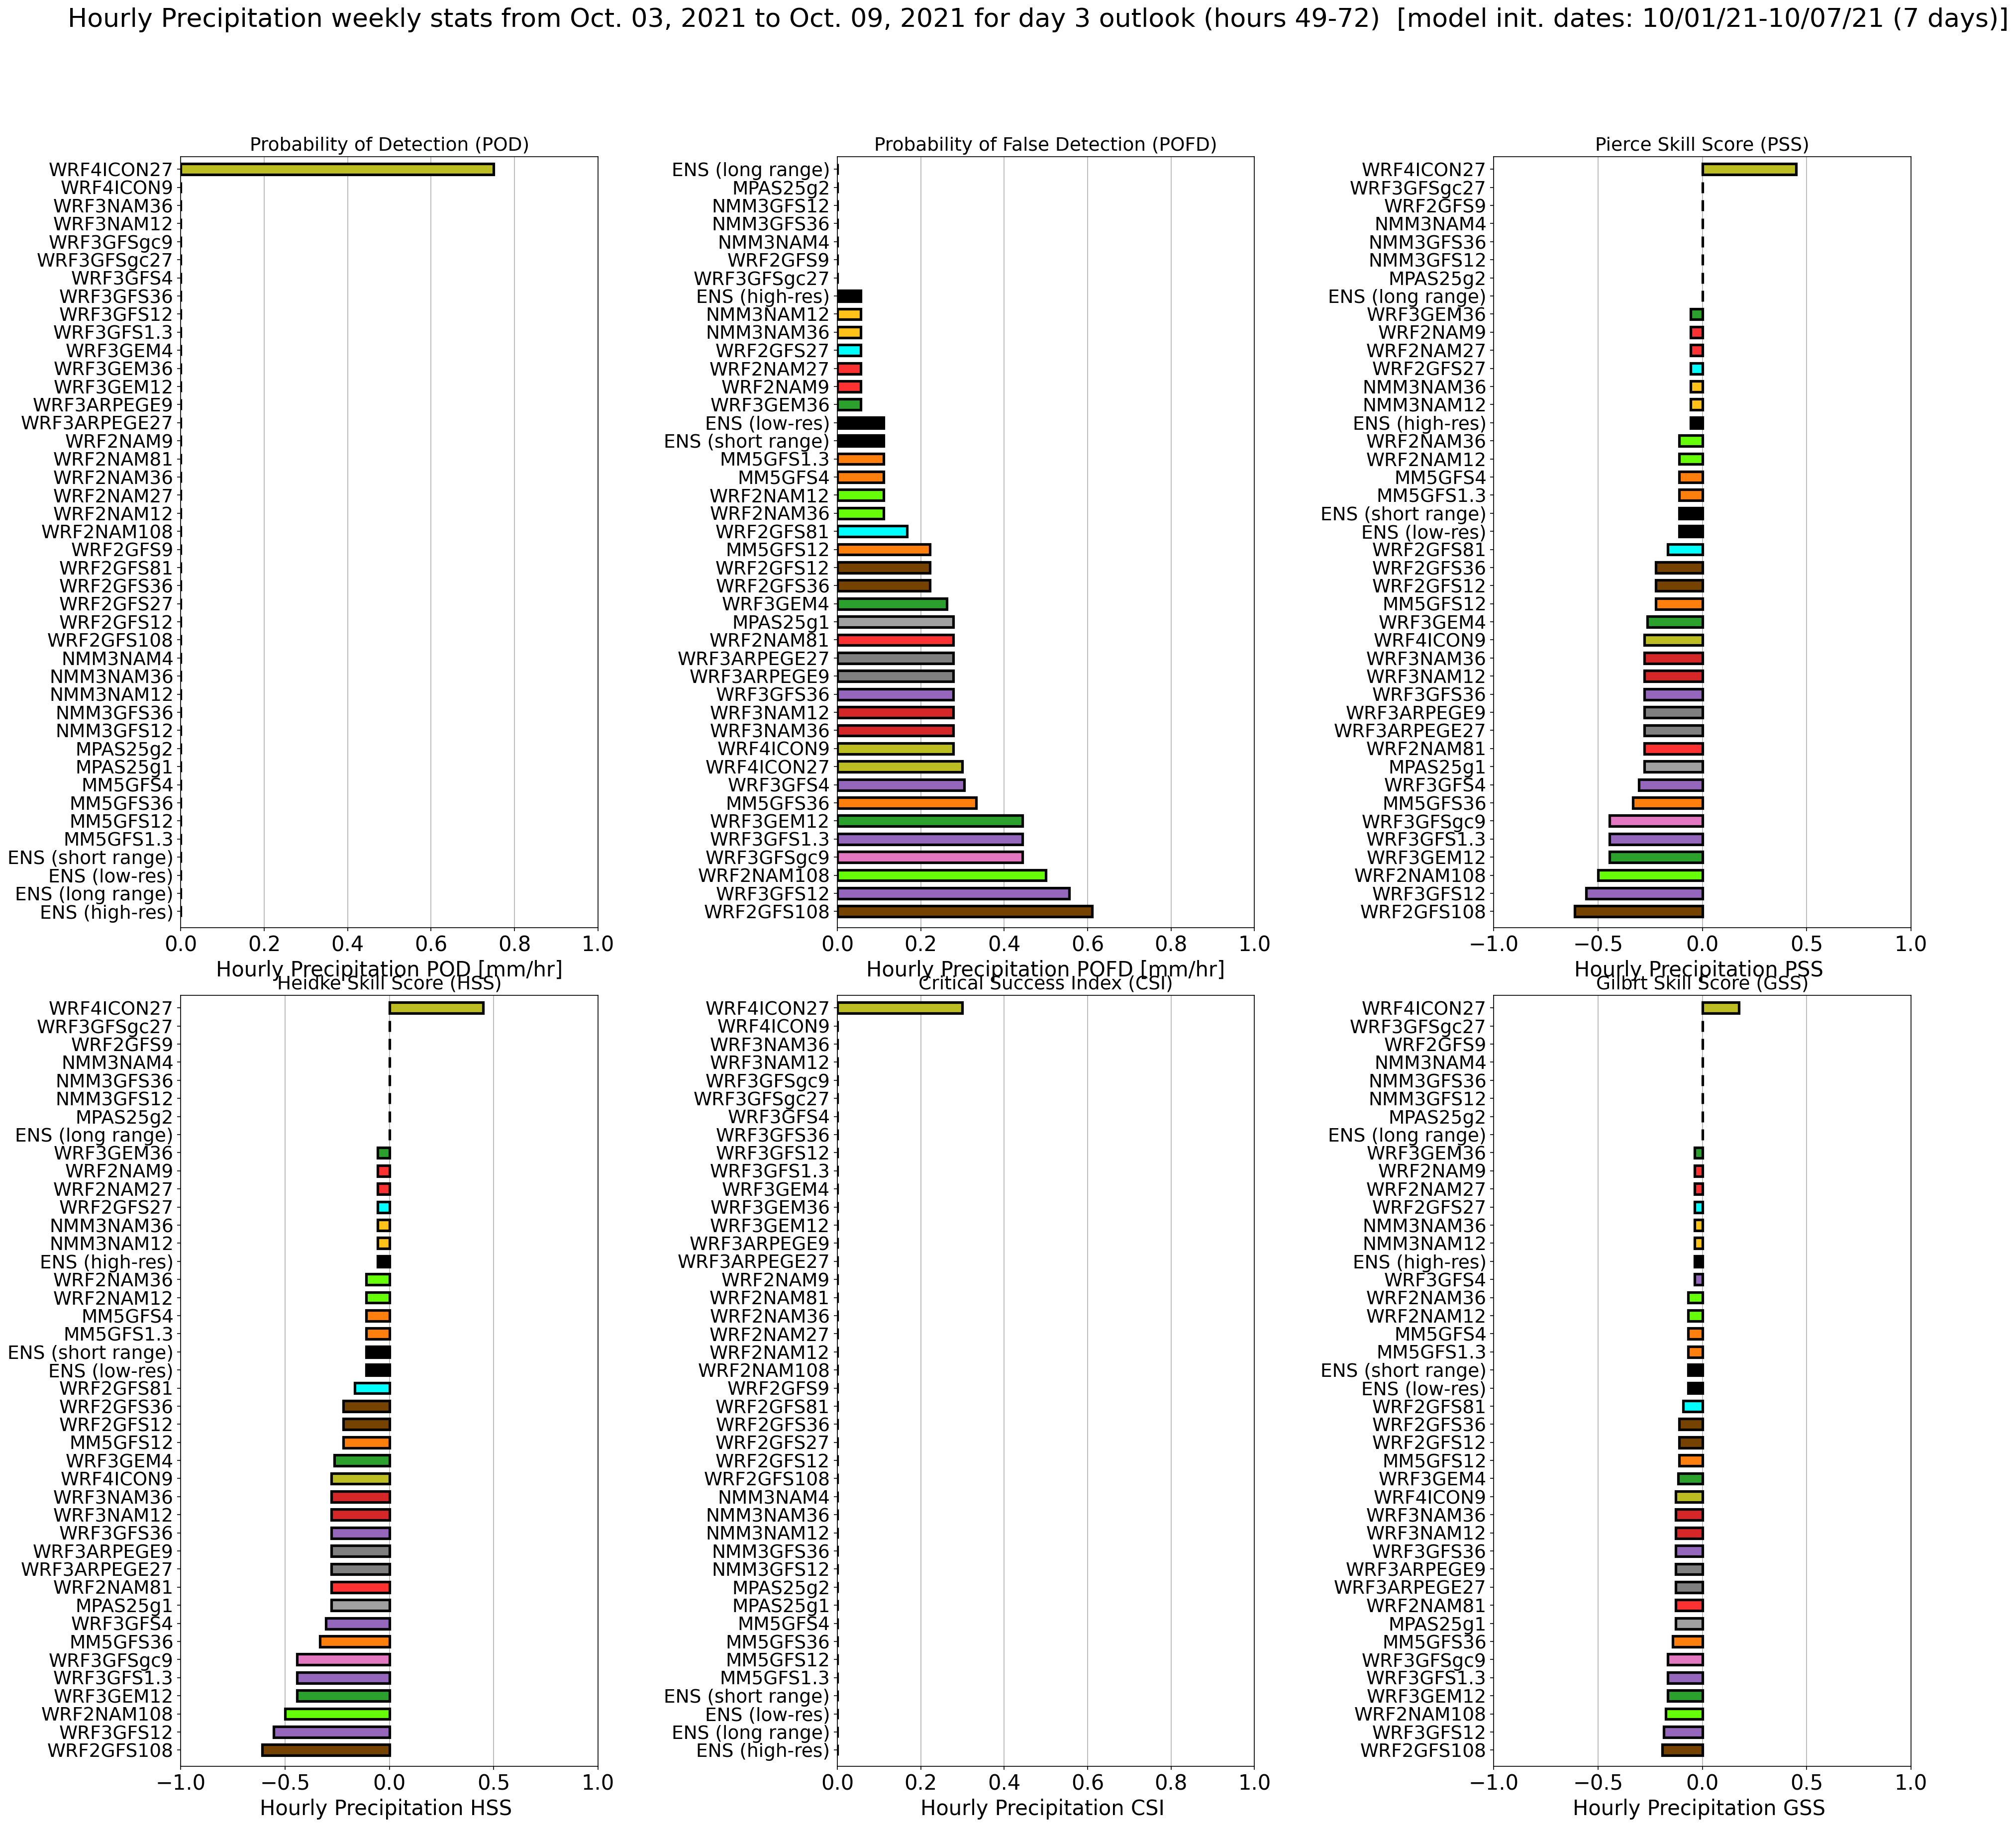 Hourly Precipitation weekly stats from Oct. 03, 2021 to Oct. 09, 2021 for day 3 outlook (hours 49-72)  [model init. dates: 10/01/21-10/07/21 (7 days)]
Probability of Detection (POD)
WRF4ICON27
WRF4ICON9
WRF3NAM36
WRF3NAM12
WRF3GFSgc9
WRF3GFSgc27
WRF3GFS4
WRF3GFS36
WRF3GFS12
WRF3GFS1.3
WRF3GEM4
WRF3GEM36
WRF3GEM12
WRF3ARPEGE9
WRF3ARPEGE27
WRF2NAM9
WRF2NAM81
WRF2NAM36
WRF2NAM27
WRF2NAM12
WRF2NAM108
WRF2GFS9
WRF2GFS81
WRF2GFS36
WRF2GFS27
WRF2GFS12
WRF2GFS108
NMM3NAM4
NMM3NAM36
NMM3NAM12
NMM3GFS36
NMM3GFS12
MPAS25g2
MPAS25g1
MM5GFS4
MM5GFS36
MM5GFS12
MM5GFS1.3
ENS (short range)
ENS (low-res)
ENS (long range)
ENS (high-res)
0.0 0.2 0.4 0.6 0.8 1.0
Hourly Precipitation POD [mm/hr]
Probability of False Detection (POFD)
ENS (long range)
MPAS25g2
NMM3GFS12
NMM3GFS36
NMM3NAM4
WRF2GFS9
WRF3GFSgc27
ENS (high-res)
NMM3NAM12
NMM3NAM36
WRF2GFS27
WRF2NAM27
WRF2NAM9
WRF3GEM36
ENS (low-res)
ENS (short range)
MM5GFS1.3
MM5GFS4
WRF2NAM12
WRF2NAM36
WRF2GFS81
MM5GFS12
WRF2GFS12
WRF2GFS36
WRF3GEM4
MPAS25g1
WRF2NAM81
WRF3ARPEGE27
WRF3ARPEGE9
WRF3GFS36
WRF3NAM12
WRF3NAM36
WRF4ICON9
WRF4ICON27
WRF3GFS4
MM5GFS36
WRF3GEM12
WRF3GFS1.3
WRF3GFSgc9
WRF2NAM108
WRF3GFS12
WRF2GFS108
0.0 0.2 0.4 0.6 0.8 1.0
Hourly Precipitation POFD [mm/hr]
Pierce Skill Score (PSS)
WRF4ICON27
WRF3GFSgc27
WRF2GFS9
NMM3NAM4
NMM3GFS36
NMM3GFS12
MPAS25g2
ENS (long range)
WRF3GEM36
WRF2NAM9
WRF2NAM27
WRF2GFS27
NMM3NAM36
NMM3NAM12
ENS (high-res)
WRF2NAM36
WRF2NAM12
MM5GFS4
MM5GFS1.3
ENS (short range)
ENS (low-res)
WRF2GFS81
WRF2GFS36
WRF2GFS12
MM5GFS12
WRF3GEM4
WRF4ICON9
WRF3NAM36
WRF3NAM12
WRF3GFS36
WRF3ARPEGE9
WRF3ARPEGE27
WRF2NAM81
MPAS25g1
WRF3GFS4
MM5GFS36
WRF3GFSgc9
WRF3GFS1.3
WRF3GEM12
WRF2NAM108
WRF3GFS12
WRF2GFS108
−1.0 −0.5 0.0 0.5 1.0
Hourly Precipitation PSS
Heidke Skill Score (HSS)
WRF4ICON27
WRF3GFSgc27
WRF2GFS9
NMM3NAM4
NMM3GFS36
NMM3GFS12
MPAS25g2
ENS (long range)
WRF3GEM36
WRF2NAM9
WRF2NAM27
WRF2GFS27
NMM3NAM36
NMM3NAM12
ENS (high-res)
WRF2NAM36
WRF2NAM12
MM5GFS4
MM5GFS1.3
ENS (short range)
ENS (low-res)
WRF2GFS81
WRF2GFS36
WRF2GFS12
MM5GFS12
WRF3GEM4
WRF4ICON9
WRF3NAM36
WRF3NAM12
WRF3GFS36
WRF3ARPEGE9
WRF3ARPEGE27
WRF2NAM81
MPAS25g1
WRF3GFS4
MM5GFS36
WRF3GFSgc9
WRF3GFS1.3
WRF3GEM12
WRF2NAM108
WRF3GFS12
WRF2GFS108
−1.0 −0.5 0.0 0.5 1.0
Hourly Precipitation HSS
Critical Success Index (CSI)
WRF4ICON27
WRF4ICON9
WRF3NAM36
WRF3NAM12
WRF3GFSgc9
WRF3GFSgc27
WRF3GFS4
WRF3GFS36
WRF3GFS12
WRF3GFS1.3
WRF3GEM4
WRF3GEM36
WRF3GEM12
WRF3ARPEGE9
WRF3ARPEGE27
WRF2NAM9
WRF2NAM81
WRF2NAM36
WRF2NAM27
WRF2NAM12
WRF2NAM108
WRF2GFS9
WRF2GFS81
WRF2GFS36
WRF2GFS27
WRF2GFS12
WRF2GFS108
NMM3NAM4
NMM3NAM36
NMM3NAM12
NMM3GFS36
NMM3GFS12
MPAS25g2
MPAS25g1
MM5GFS4
MM5GFS36
MM5GFS12
MM5GFS1.3
ENS (short range)
ENS (low-res)
ENS (long range)
ENS (high-res)
0.0 0.2 0.4 0.6 0.8 1.0
Hourly Precipitation CSI
Gilbrt Skill Score (GSS)
WRF4ICON27
WRF3GFSgc27
WRF2GFS9
NMM3NAM4
NMM3GFS36
NMM3GFS12
MPAS25g2
ENS (long range)
WRF3GEM36
WRF2NAM9
WRF2NAM27
WRF2GFS27
NMM3NAM36
NMM3NAM12
ENS (high-res)
WRF3GFS4
WRF2NAM36
WRF2NAM12
MM5GFS4
MM5GFS1.3
ENS (short range)
ENS (low-res)
WRF2GFS81
WRF2GFS36
WRF2GFS12
MM5GFS12
WRF3GEM4
WRF4ICON9
WRF3NAM36
WRF3NAM12
WRF3GFS36
WRF3ARPEGE9
WRF3ARPEGE27
WRF2NAM81
MPAS25g1
MM5GFS36
WRF3GFSgc9
WRF3GFS1.3
WRF3GEM12
WRF2NAM108
WRF3GFS12
WRF2GFS108
−1.0 −0.5 0.0 0.5 1.0
Hourly Precipitation GSS